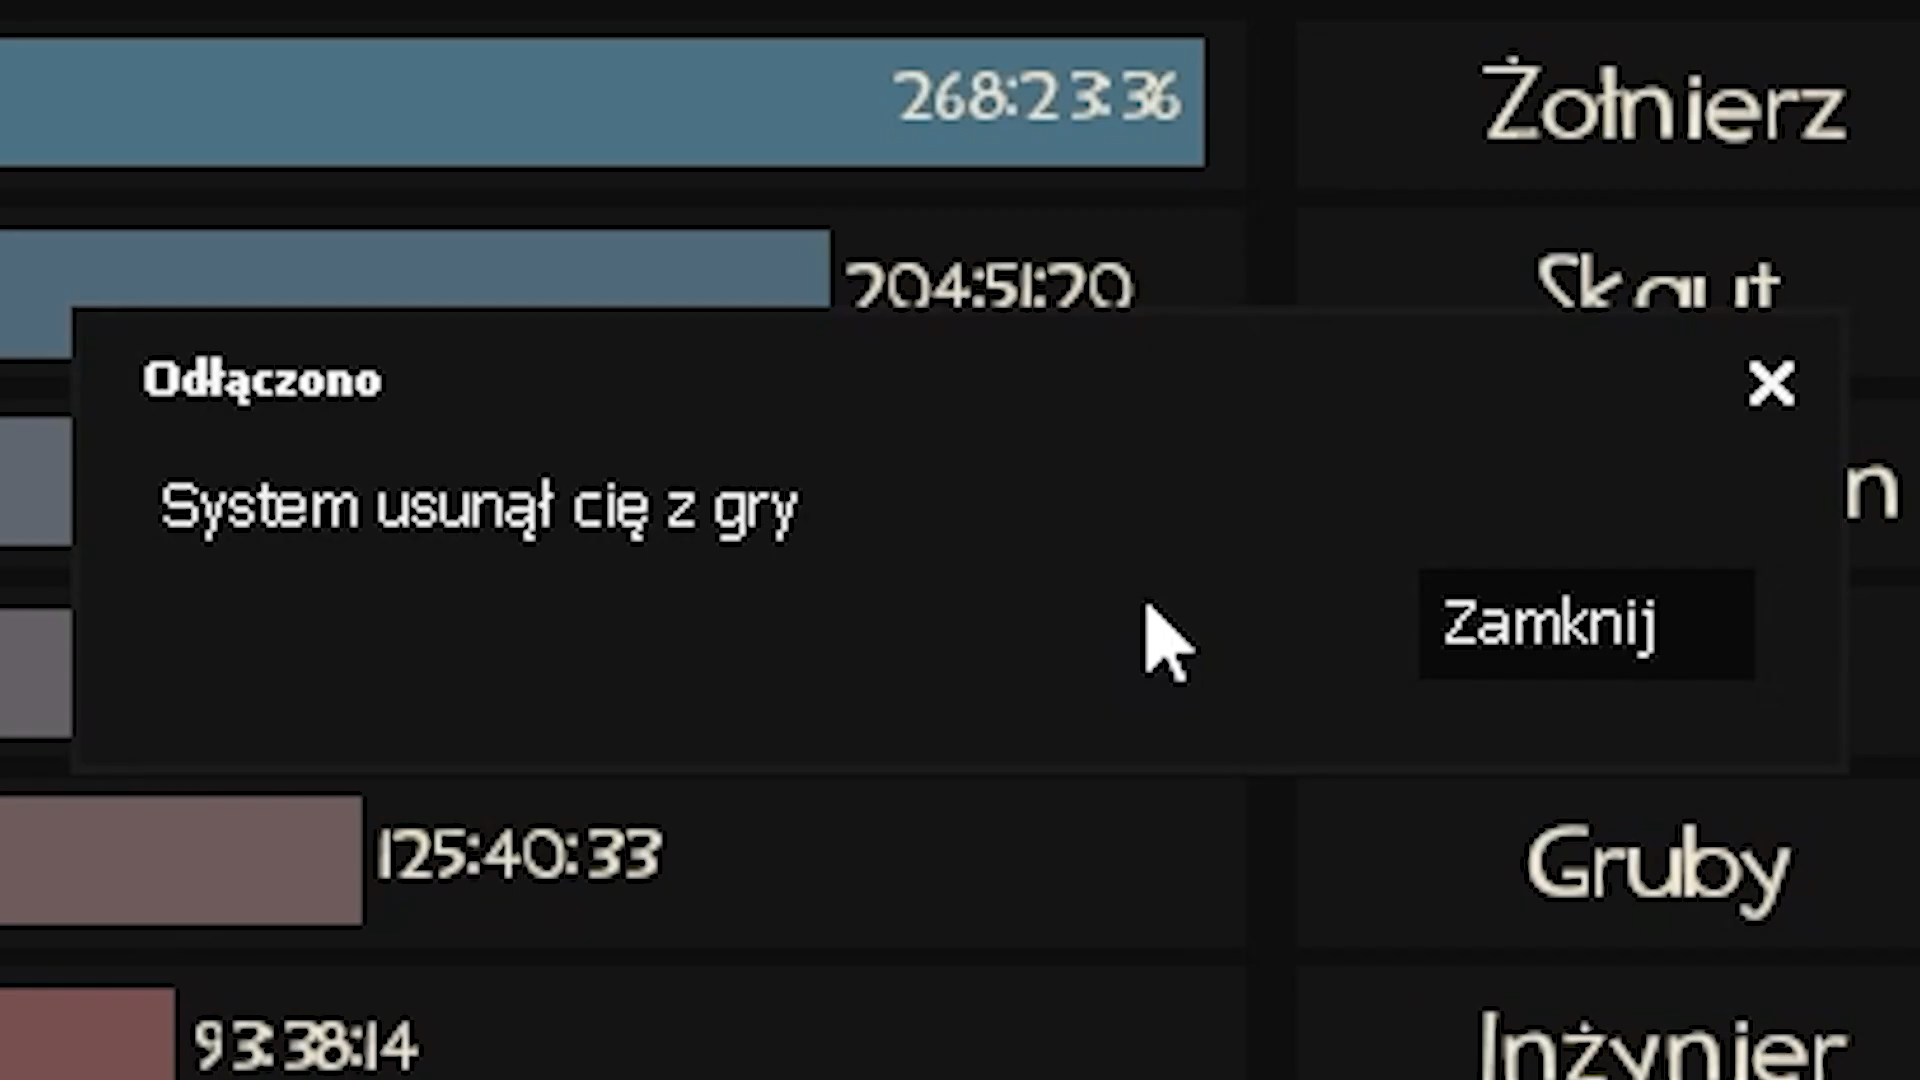 268:23:36 Żołnierz
204:51:20 Skaut
Odłączono
System usunął cię z gry
n
Zamknij
125:40:33 Gruby
93:38:14 Inżynier